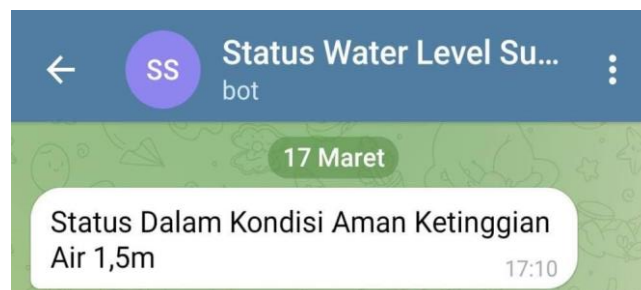 SS
Status Water Level Su...
bot
17 Maret
Status Dalam Kondisi Aman Ketinggian
Air 1,5m
17:10